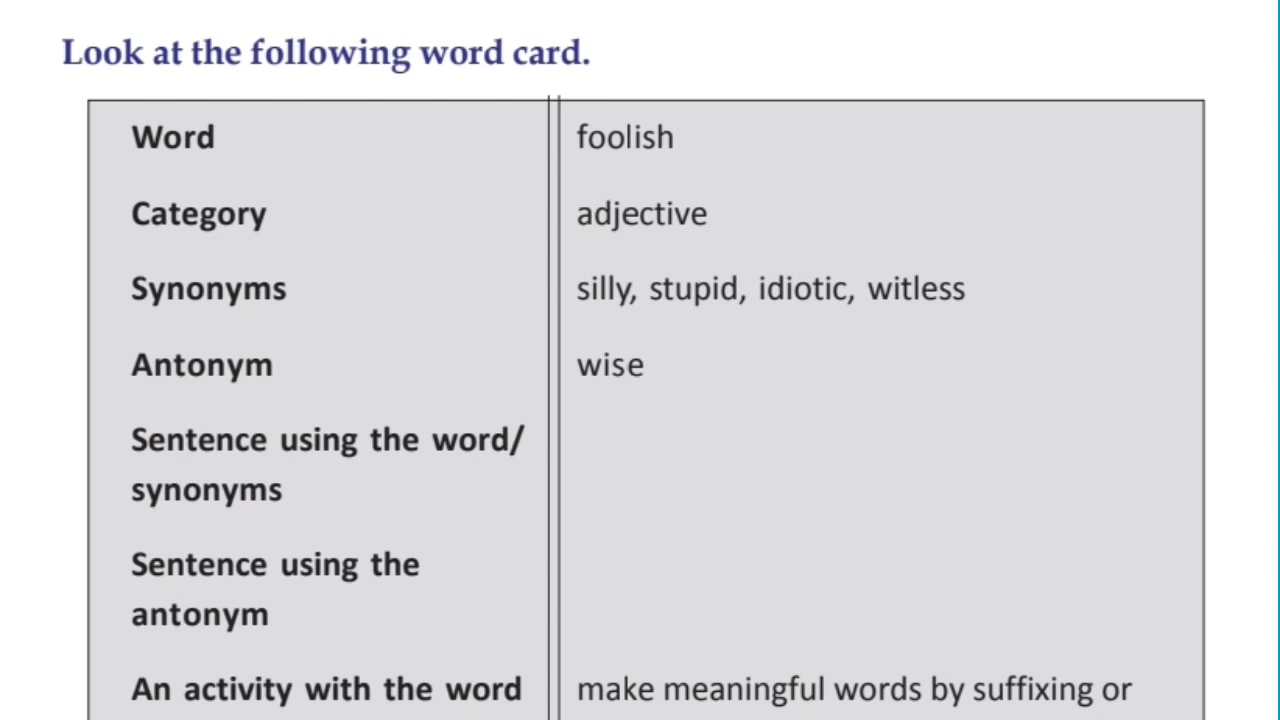 Look at the following word card.
Word foolish
Category adjective
Synonyms silly, stupid, idiotic, witless
Antonym wise
Sentence using the word/
synonyms
Sentence using the
antonym
An activity with the word make meaningful words by suffixing or